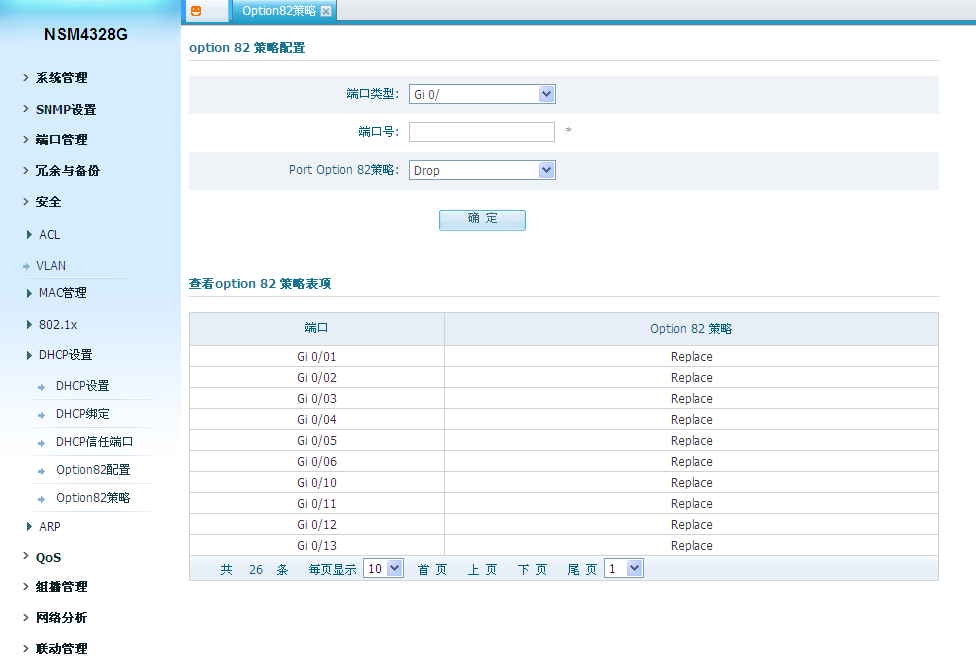 NSM4328G
系统管理
SNMP设置
端口管理
冗余与备份
安全
ACL
VLAN
MAC管理
802.1x
DHCP设置
DHCP设置
DHCP绑定
DHCP信任端口
Option82配置
Option82策略
ARP
QoS
组播管理
网络分析
联动管理
Option82策略
option 82 策略配置
端口类型: Gi 0/
端口号: *
Port Option 82策略: Drop
确 定
查看option 82 策略表项
端口 Option 82 策略
Gi 0/01 Replace
Gi 0/02 Replace
Gi 0/03 Replace
Gi 0/04 Replace
Gi 0/05 Replace
Gi 0/06 Replace
Gi 0/10 Replace
Gi 0/11 Replace
Gi 0/12 Replace
Gi 0/13 Replace
共 26 条 每页显示 10 首 页 上 页 下 页 尾 页 1